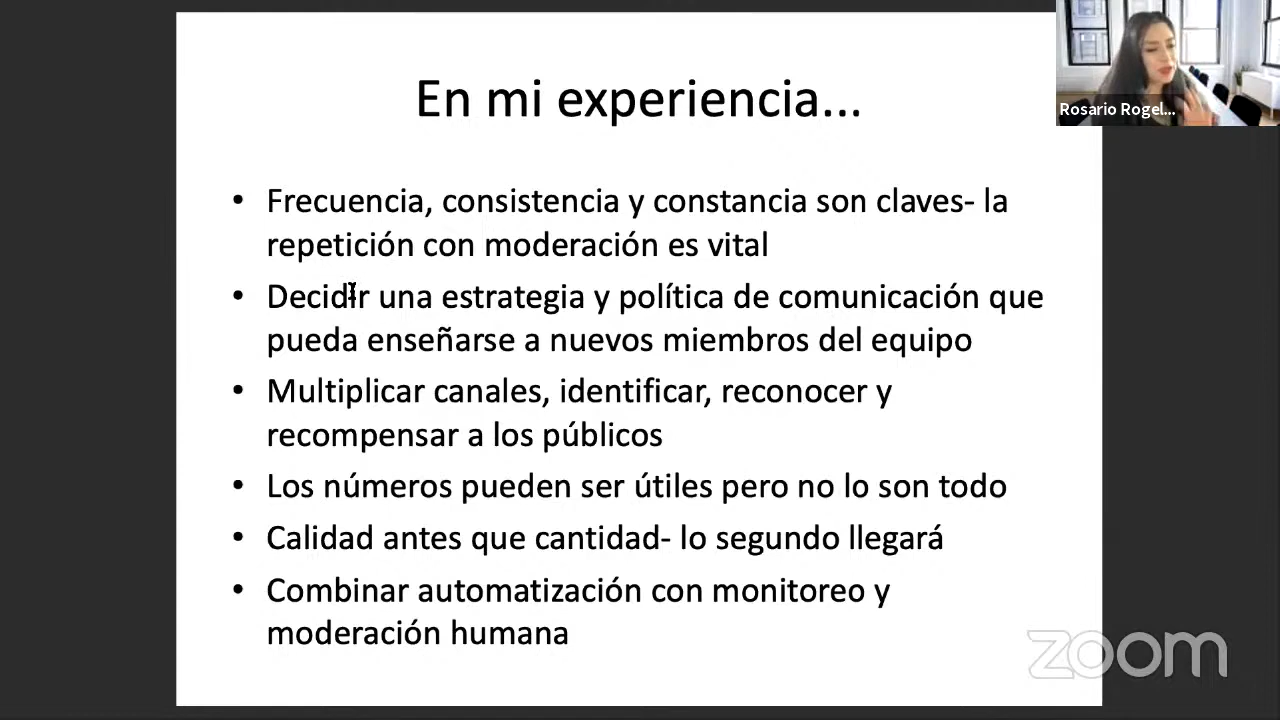 En mi experiencia...
Rosario Rogel...
• Frecuencia, consistencia y constancia son claves- la
repetición con moderación es vital
• Decidir una estrategia y política de comunicación que
pueda enseñarse a nuevos miembros del equipo
• Multiplicar canales, identificar, reconocer y
recompensar a los públicos
• Los números pueden ser útiles pero no lo son todo
• Calidad antes que cantidad- lo segundo llegará
• Combinar automatización con monitoreo y
moderación humana
zoom